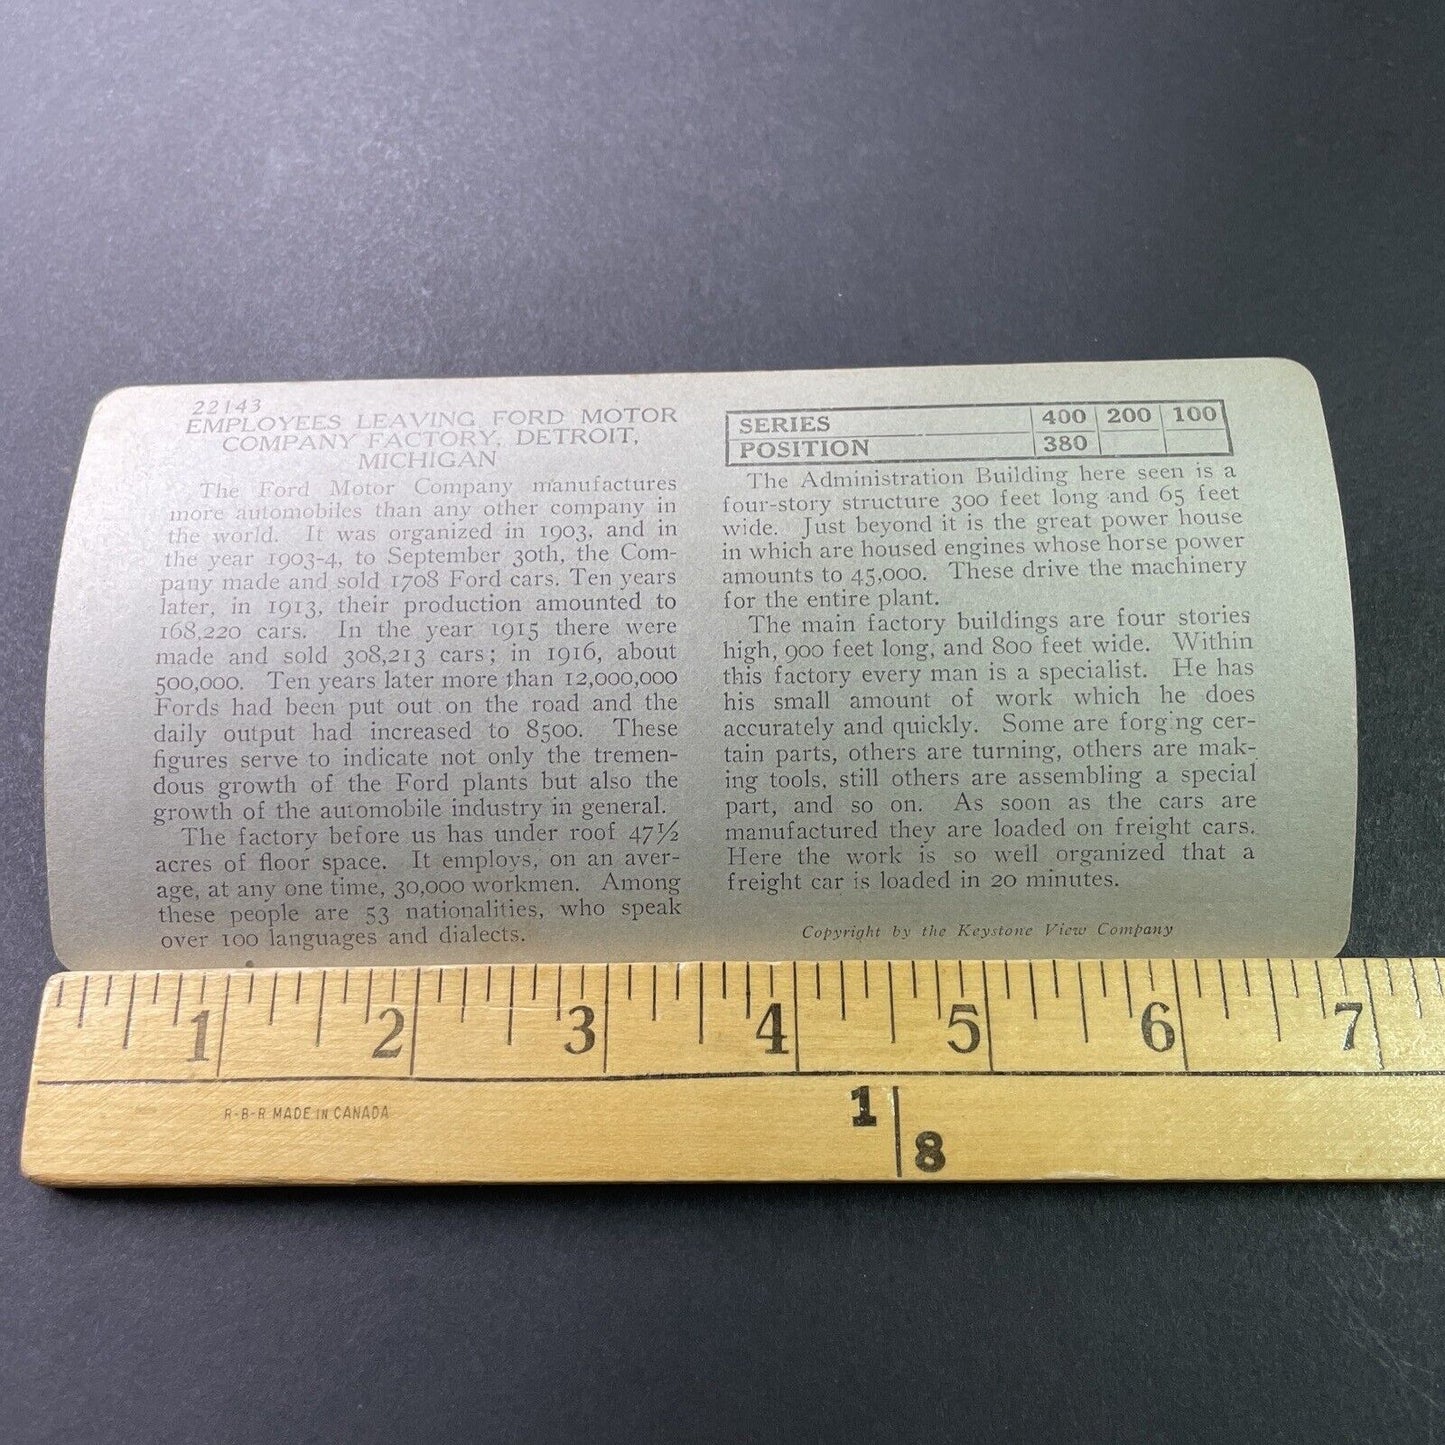 22143
EMPLOYEES LEAVING FORD MOTOR
COMPANY FACTORY, DETROIT,
MICHIGAN
The Ford Motor Company manufactures
more automobiles than any other company in
the world. It was organized in 1903, and in
the year 1903-4, to September 30th, the Com-
pany made and sold 1708 Ford cars. Ten years
later, in 1913, their production amounted to
168,220 cars. In the year 1915 there were
made and sold 308,213 cars; in 1916, about
500,000. Ten years later more than 12,000,000
Fords had been put out on the road and the
daily output had increased to 8500. These
figures serve to indicate not only the tremen-
dous growth of the Ford plants but also the
growth of the automobile industry in general.
The factory before us has under roof 47½
acres of floor space. It employs, on an aver-
age, at any one time, 30,000 workmen. Among
these people are 53 nationalities, who speak
over 100 languages and dialects.
SERIES 400 200 100
POSITION 380
The Administration Building here seen is a
four-story structure 300 feet long and 65 feet
wide. Just beyond it is the great power house
in which are housed engines whose horse power
amounts to 45,000. These drive the machinery
for the entire plant.
The main factory buildings are four stories
high, 900 feet long, and 800 feet wide. Within
this factory every man is a specialist. He has
his small amount of work which he does
accurately and quickly. Some are forging cer-
tain parts, others are turning, others are mak-
ing tools, still others are assembling a special
part, and so on. As soon as the cars are
manufactured they are loaded on freight cars.
Here the work is so well organized that a
freight car is loaded in 20 minutes.
Copyright by the Keystone View Company
1 2 3 4 5 6 7
R-B-R MADE IN CANADA
1
8